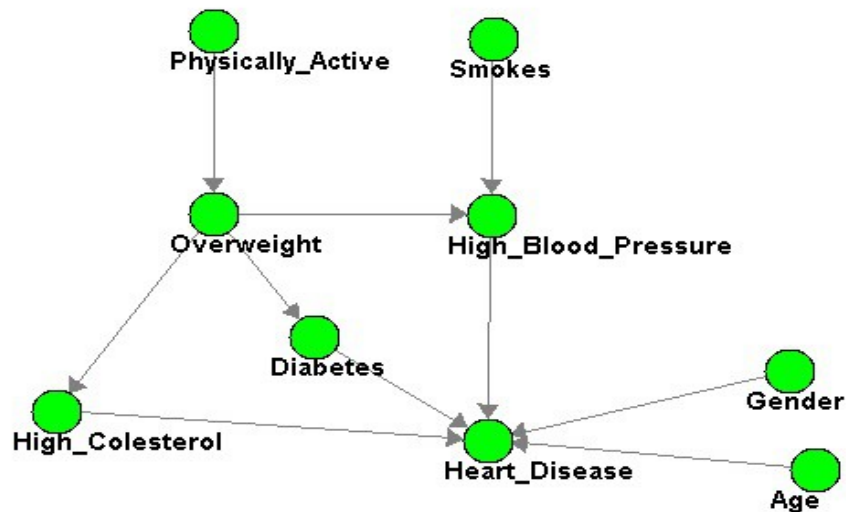 Physically_Active
Smokes
Overweight
High_Blood_Pressure
Diabetes
Gender
High_Colesterol
Heart_Disease
Age